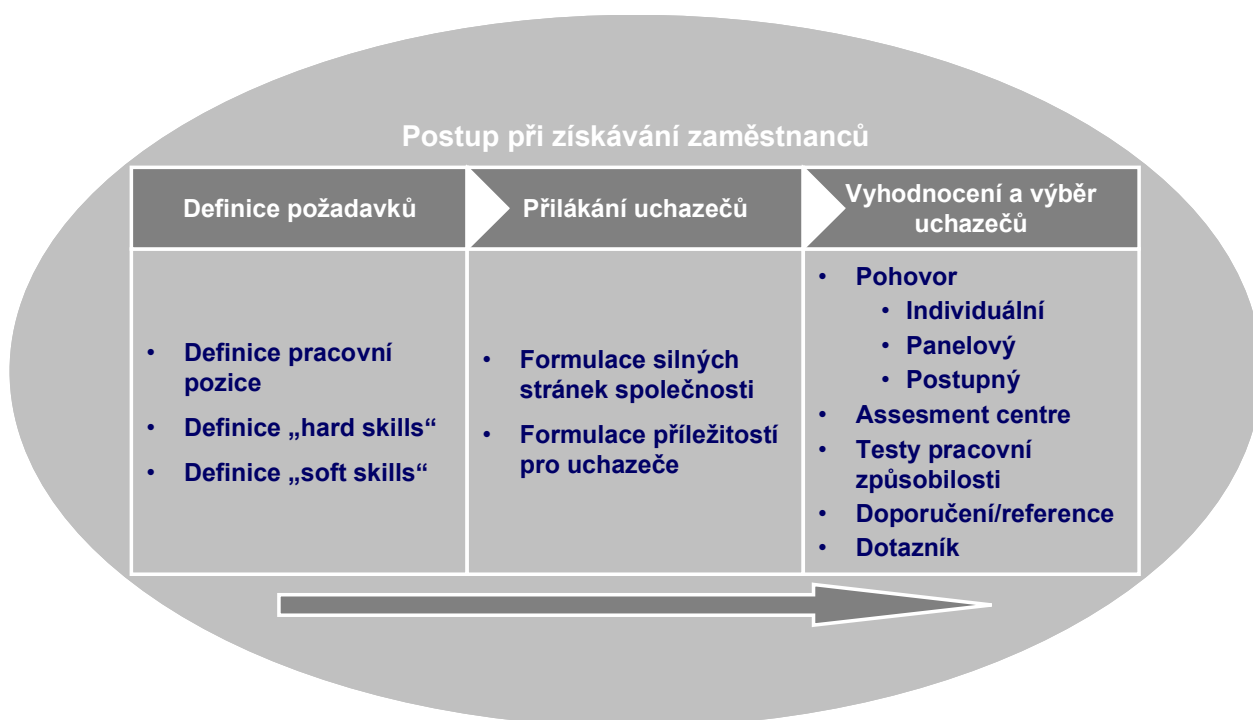 Postup při získávání zaměstnanců
Definice požadavků
Přilákání uchazečů
Vyhodnocení a výběr
uchazečů
• Definice pracovní
pozice
• Definice „hard skills“
• Definice „soft skills“
• Formulace silných
stránek společnosti
• Formulace příležitostí
pro uchazeče
• Pohovor
• Individuální
• Panelový
• Postupný
• Assesment centre
• Testy pracovní
způsobilosti
• Doporučení/reference
• Dotazník